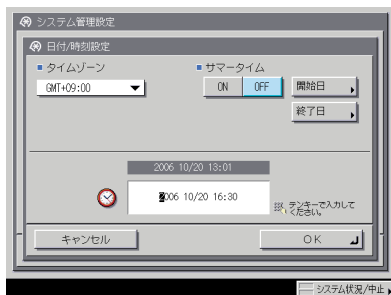 システム管理設定
日付/時刻設定
■ タイムゾーン
■ サマータイム
GMT+09:00
ON OFF 開始日
終了日
2006 10/20 13:01
2006 10/20 16:30
テンキーで入力して
ください。
キャンセル
OK
システム状況/中止